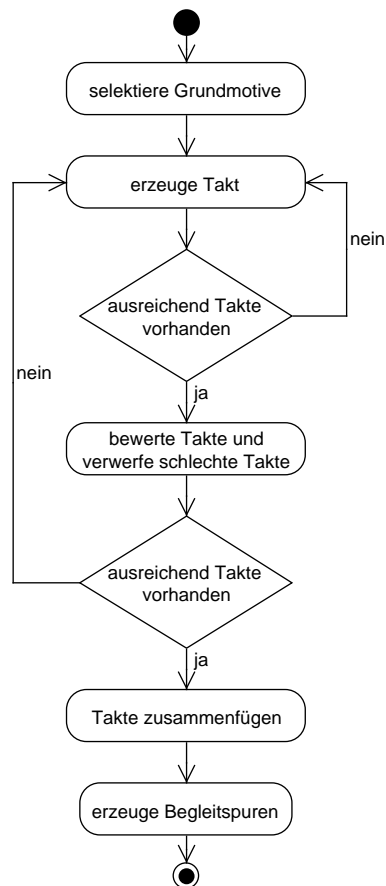 selektiere Grundmotive
erzeuge Takt
nein
ausreichend Takte
vorhanden
nein
ja
bewerte Takte und
verwerfe schlechte Takte
ausreichend Takte
vorhanden
ja
Takte zusammenfügen
erzeuge Begleitspuren